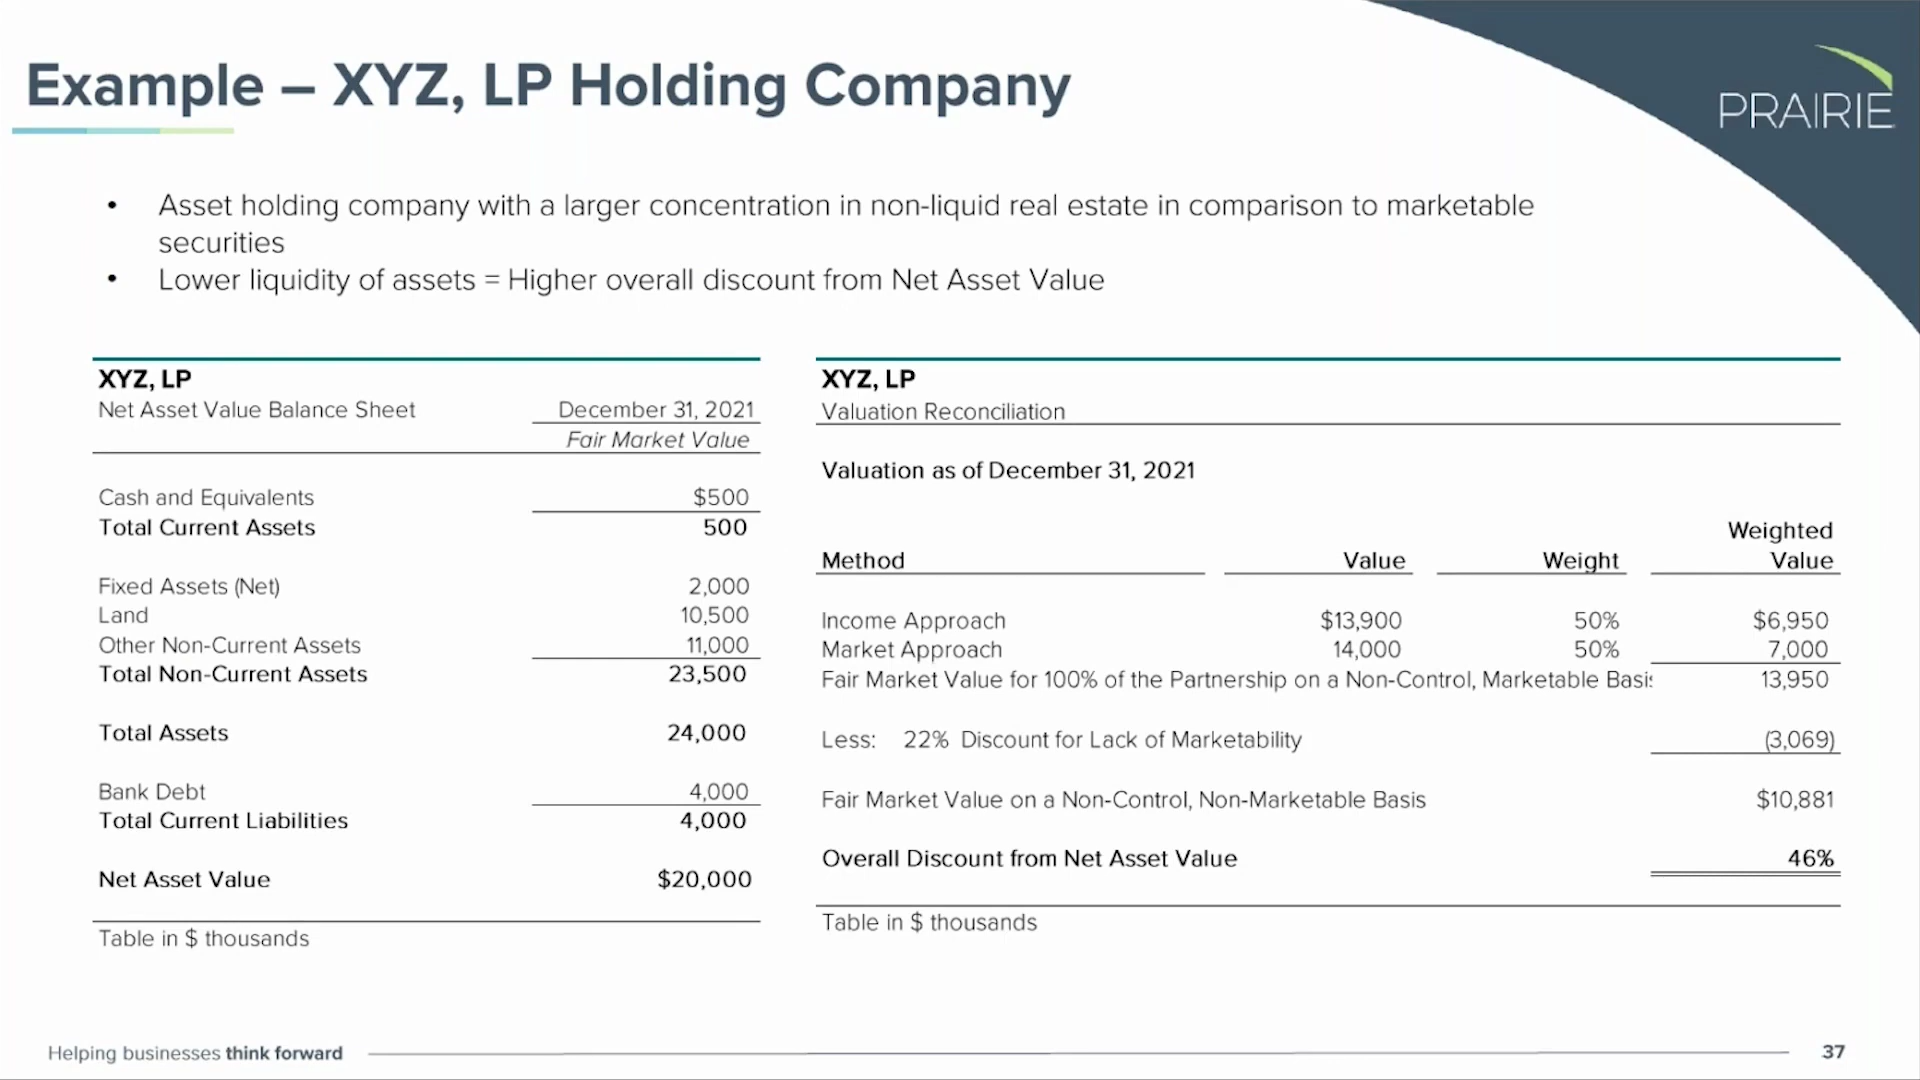 Example – XYZ, LP Holding Company
PRAIRIE
• Asset holding company with a larger concentration in non-liquid real estate in comparison to marketable
securities
• Lower liquidity of assets = Higher overall discount from Net Asset Value
XYZ, LP
Net Asset Value Balance Sheet December 31, 2021
Fair Market Value
Cash and Equivalents $500
Total Current Assets 500
Fixed Assets (Net) 2,000
Land 10,500
Other Non-Current Assets 11,000
Total Non-Current Assets 23,500
Total Assets 24,000
Bank Debt 4,000
Total Current Liabilities 4,000
Net Asset Value $20,000
Table in $ thousands
XYZ, LP
Valuation Reconciliation
Valuation as of December 31, 2021
Weighted
Method Value Weight Value
Income Approach $13,900 50% $6,950
Market Approach 14,000 50% 7,000
Fair Market Value for 100% of the Partnership on a Non-Control, Marketable Basis 13,950
Less: 22% Discount for Lack of Marketability (3,069)
Fair Market Value on a Non-Control, Non-Marketable Basis $10,881
Overall Discount from Net Asset Value 46%
Table in $ thousands
Helping businesses think forward 37